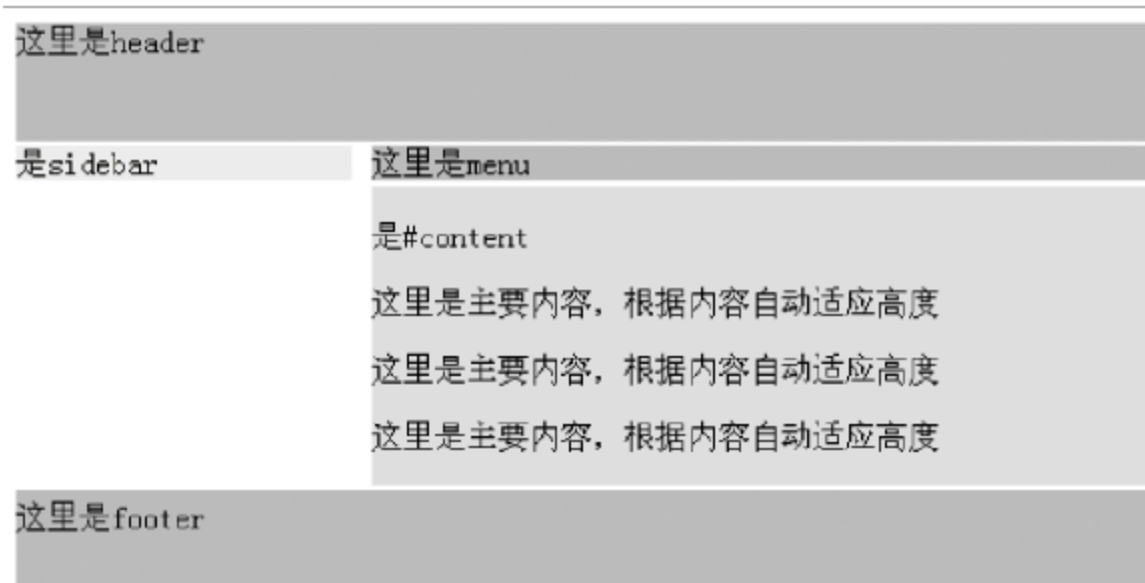 这里是header
是sidebar
这里是menu
是#content
这里是主要内容，根据内容自动适应高度
这里是主要内容，根据内容自动适应高度
这里是主要内容，根据内容自动适应高度
这里是footer